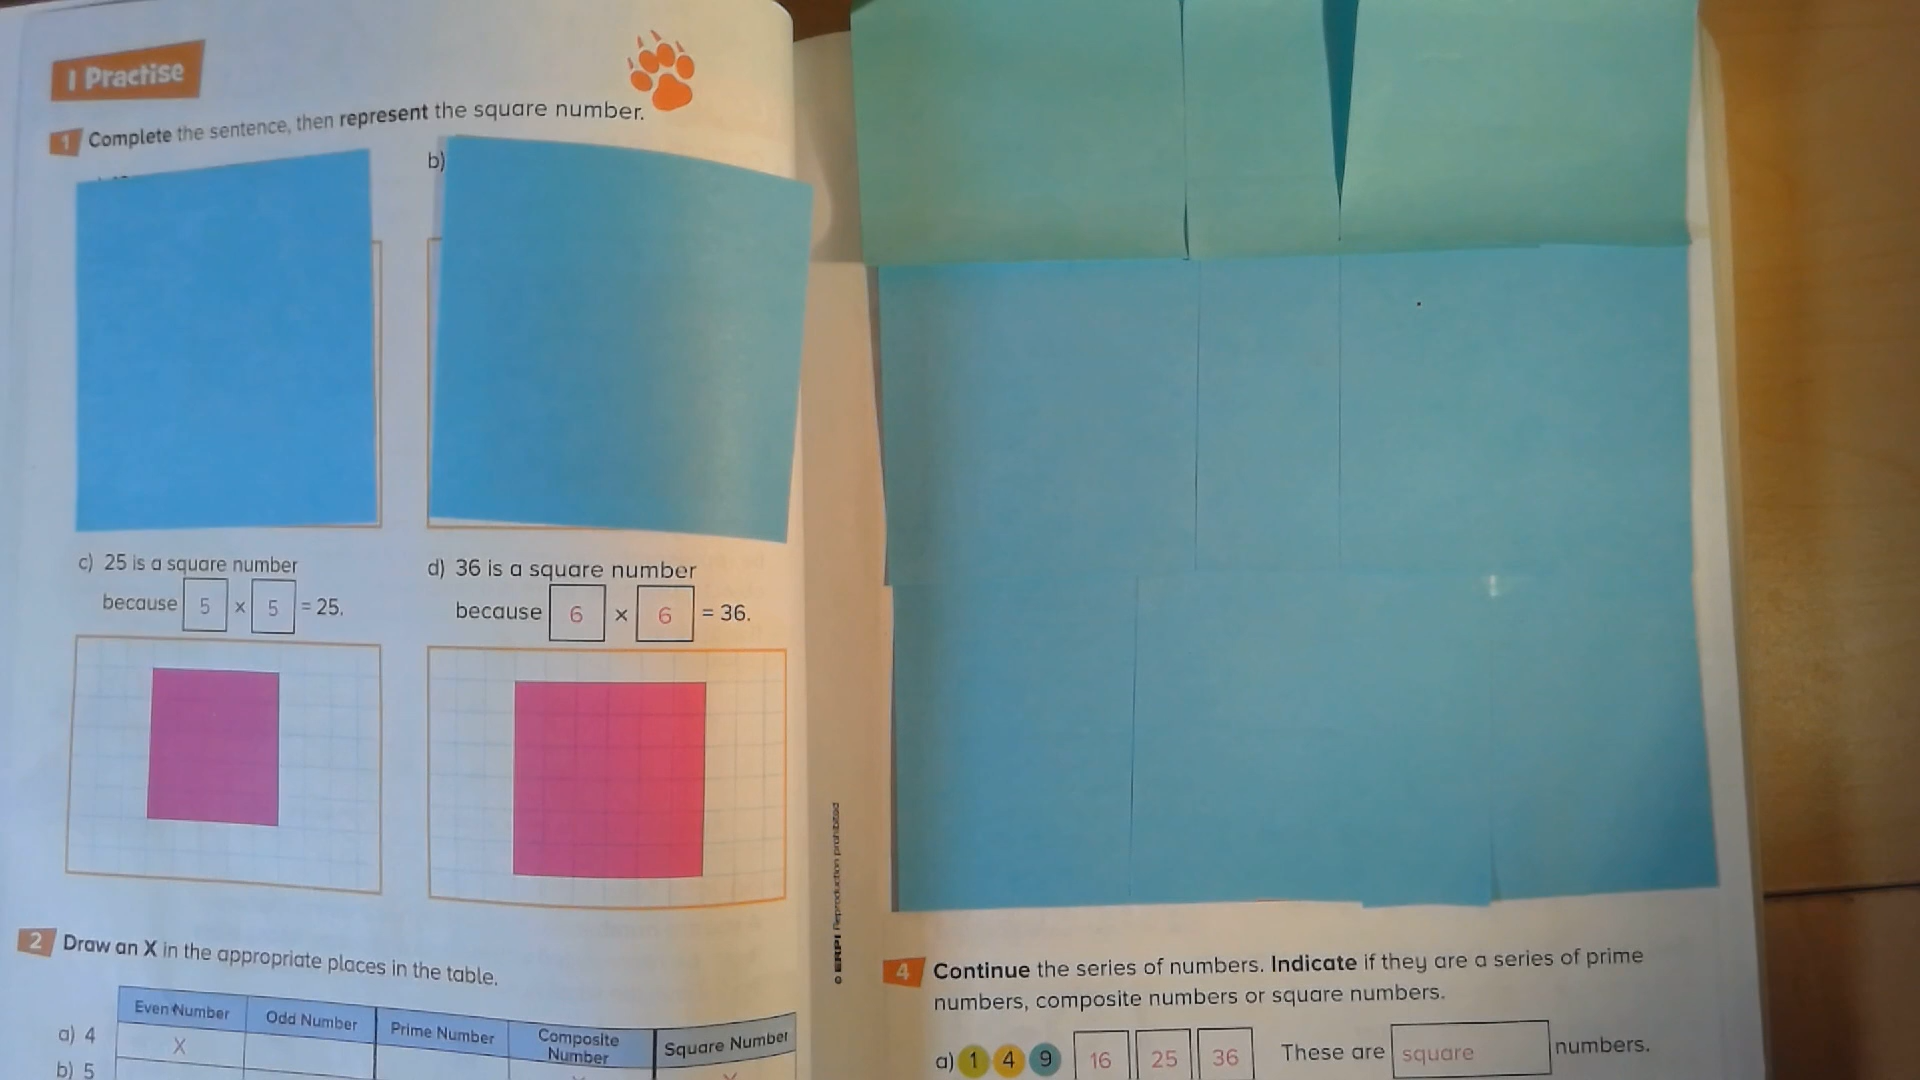 I Practise
1 Complete the sentence, then represent the square number.
b)
c) 25 is a square number
because 5 x 5 = 25.
d) 36 is a square number
because 6 x 6 = 36.
2 Draw an X in the appropriate places in the table.
Even Number Odd Number Prime Number Composite Number Square Number
a) 4 X
b) 5
© ERPI Reproduction prohibited
4 Continue the series of numbers. Indicate if they are a series of prime
numbers, composite numbers or square numbers.
a) 1 4 9 16 25 36 These are square numbers.